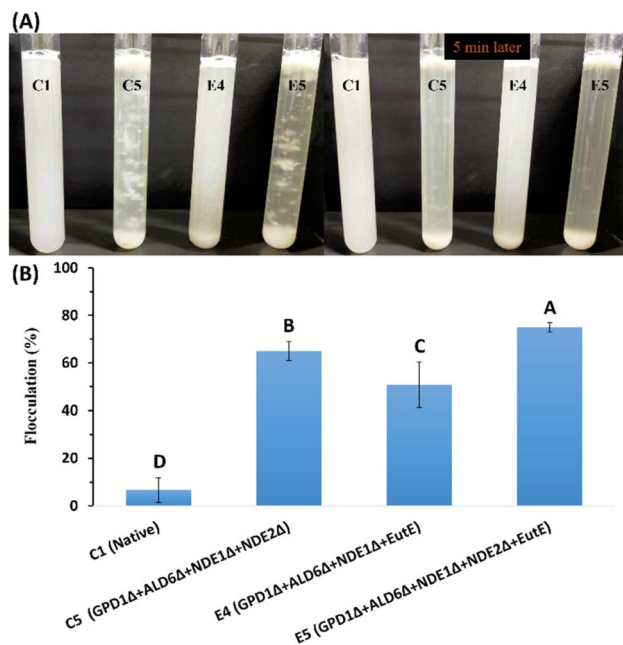 (A)
C1 C5 E4 E5 C1 C5 E4 E5
5 min later
(B)
Flocculation (%)
100
80
60
40
20
0
D
B
C
A
C1 (Native)
C5 (GPD1Δ+ALD6Δ+NDE1Δ+NDE2Δ)
E4 (GPD1Δ+ALD6Δ+NDE1Δ+EutE)
E5 (GPD1Δ+ALD6Δ+NDE1Δ+NDE2Δ+EutE)